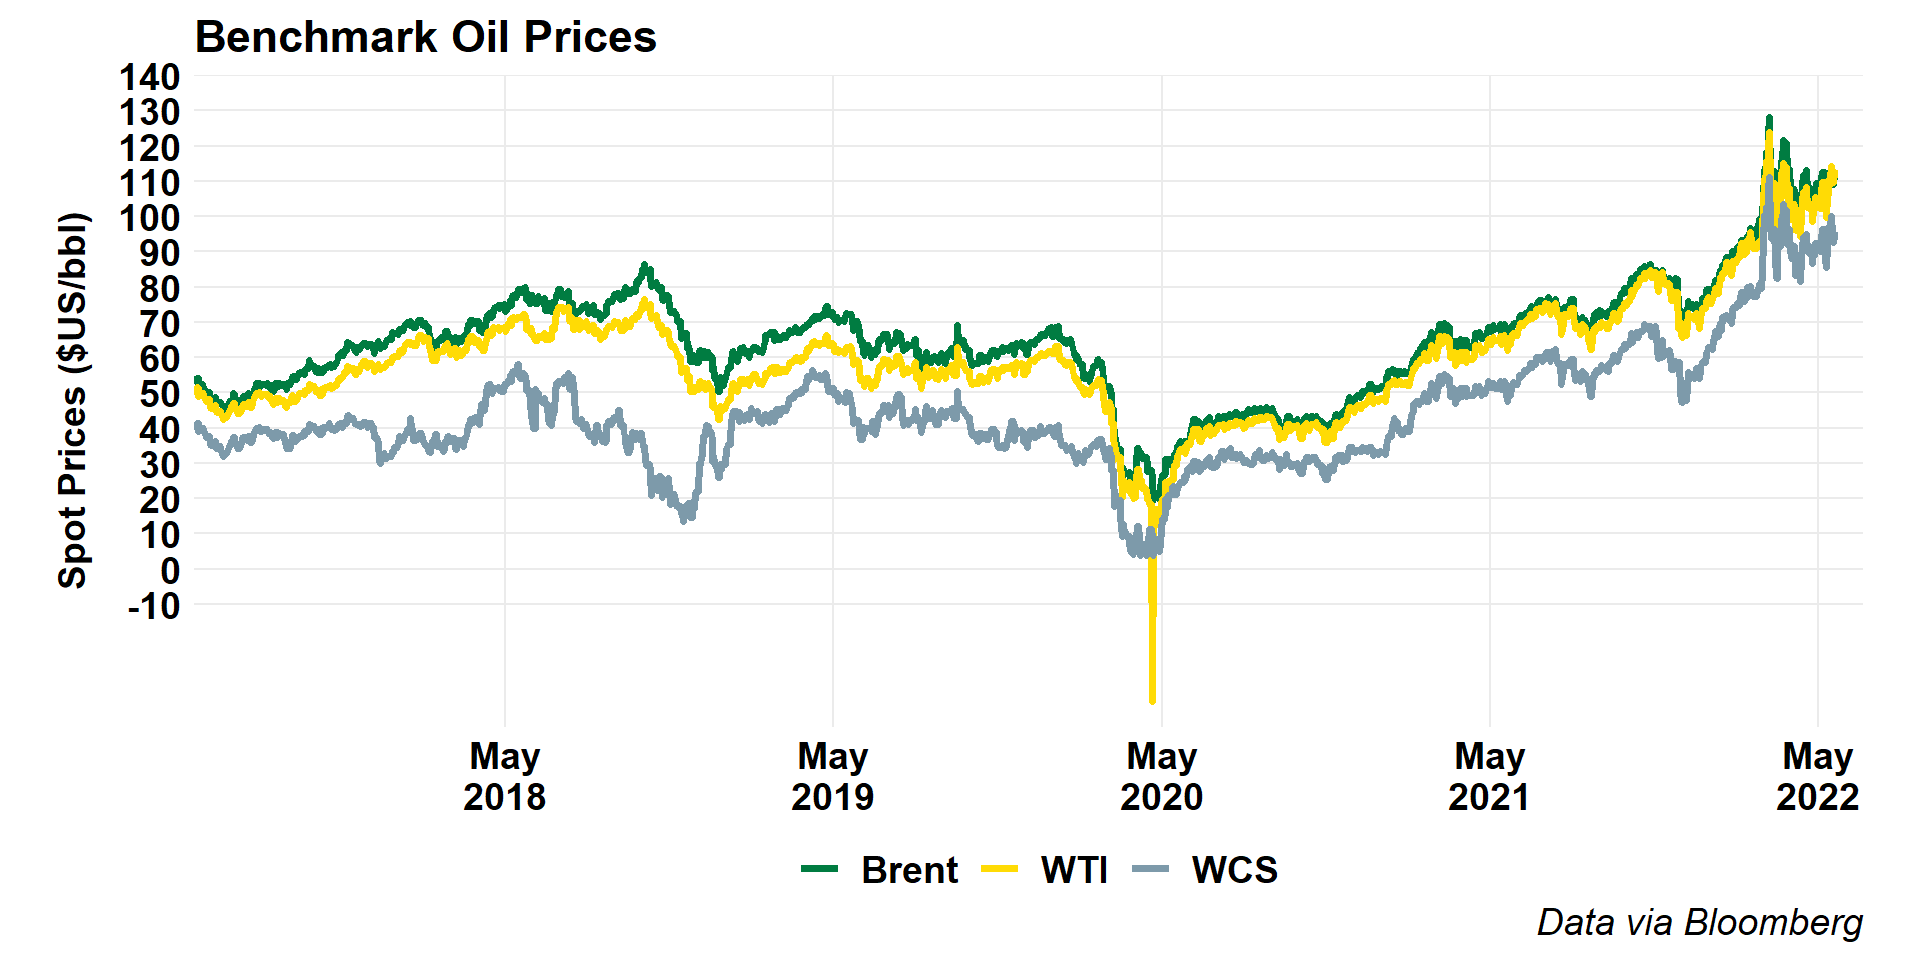 Benchmark Oil Prices
Spot Prices ($US/bbl)
140
130
120
110
100
90
80
70
60
50
40
30
20
10
0
-10
May
2018
May
2019
May
2020
May
2021
May
2022
Brent
WTI
WCS
Data via Bloomberg